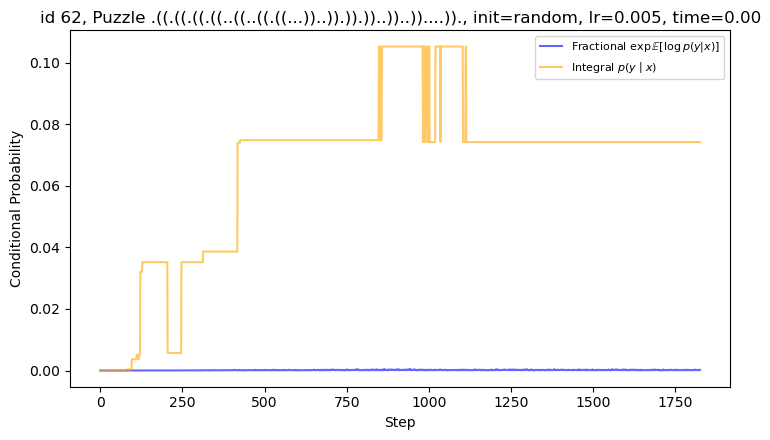 id 62, Puzzle .((.((.((.((..((..((.((...))..)).)).))..))..))....))., init=random, lr=0.005, time=0.00
Fractional exp𝔼[log p(y|x)]
Integral p(y | x)
0.10
0.08
0.06
0.04
0.02
0.00
Conditional Probability
0
250
500
750
1000
1250
1500
1750
Step